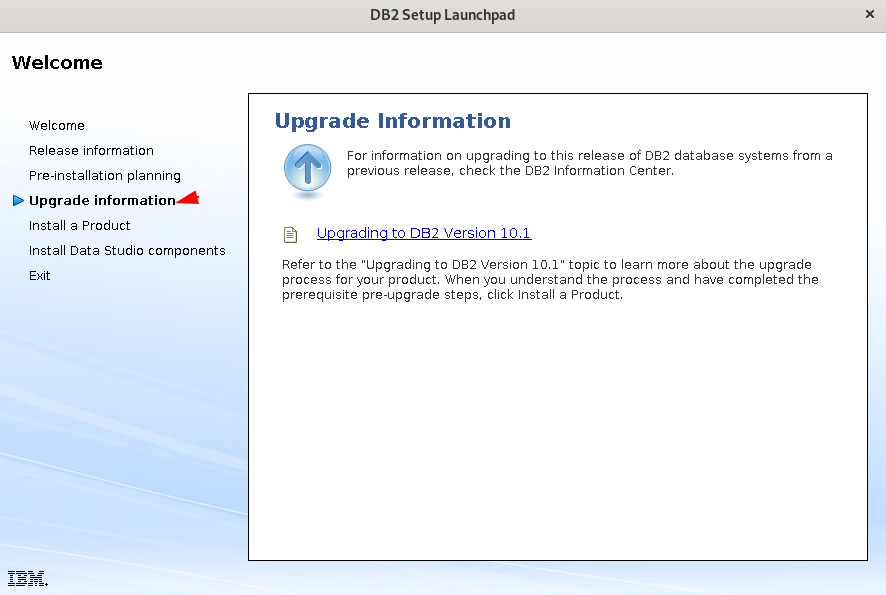 DB2 Setup Launchpad
Welcome
Welcome
Release information
Pre-installation planning
Upgrade information
Install a Product
Install Data Studio components
Exit
Upgrade Information
For information on upgrading to this release of DB2 database systems from a
previous release, check the DB2 Information Center.
Upgrading to DB2 Version 10.1
Refer to the "Upgrading to DB2 Version 10.1" topic to learn more about the upgrade
process for your product. When you understand the process and have completed the
prerequisite pre-upgrade steps, click Install a Product.
IBM.